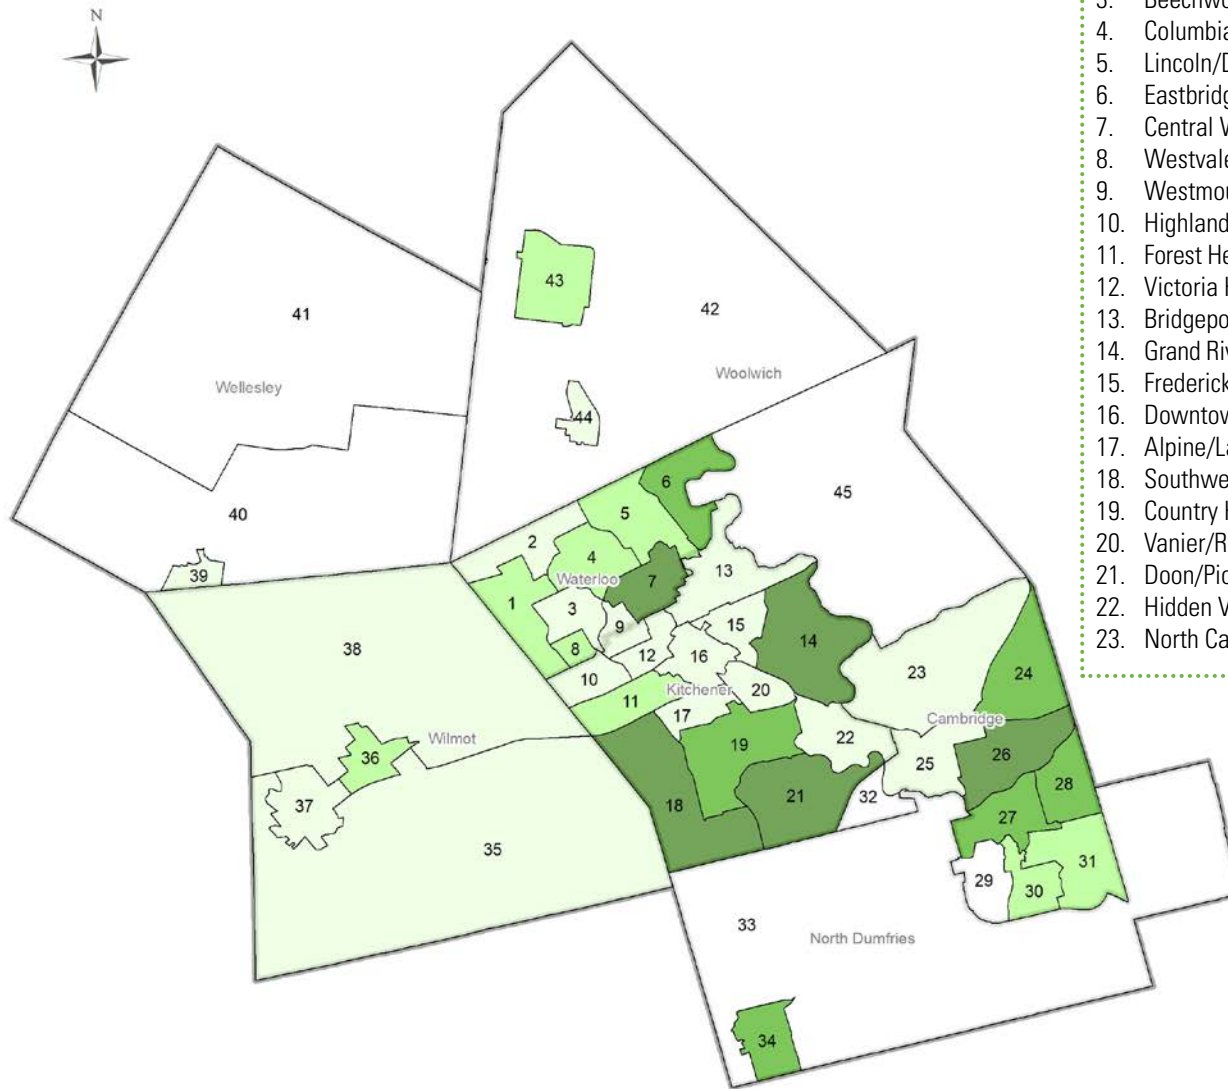 N
3. Beechwo
4. Columbia
5. Lincoln/D
6. Eastbridg
7. Central V
8. Westvale
9. Westmou
10. Highland
11. Forest He
12. Victoria H
13. Bridgepo
14. Grand Riv
15. Frederick
16. Downtow
17. Alpine/La
18. Southwe
19. Country H
20. Vanier/R
21. Doon/Pic
22. Hidden V
23. North Ca
43
42
41
Woolwich
Wellesley
44
6
45
5
40
2
4
13
39
Waterloo
7
1
3
15
9
14
8
12
16
38
10
23
24
Kitchener
20
11
17
Cambridge
Wilmot
22
19
36
25
26
28
32
21
37
18
27
35
31
29
30
33
North Dumfries
34